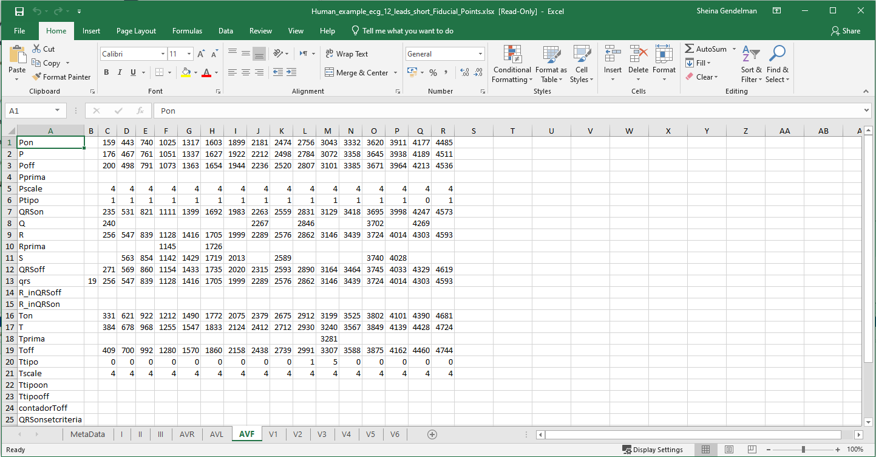 Human_example_ecg_12_leads_short_Fiducial_Points.xlsx [Read-Only] - Excel
Sheina Gendelman
File Home Insert Page Layout Formulas Data Review View Help Tell me what you want to do Share
Cut
Copy
Format Painter
Paste
Calibri 11
B I U
Wrap Text
Merge & Center
General
Conditional Formatting
Format as Table
Cell Styles
Insert Delete Format
AutoSum
Fill
Clear
Sort & Filter
Find & Select
Clipboard Font Alignment Number Styles Cells Editing
A1 fx Pon
A B C D E F G H I J K L M N O P Q R S T U V W X Y Z AA AB
1 Pon 159 443 740 1025 1317 1603 1899 2181 2474 2756 3043 3332 3620 3911 4177 4485
2 P 176 467 761 1051 1337 1627 1922 2212 2498 2784 3072 3358 3645 3938 4189 4511
3 Poff 200 498 791 1073 1363 1654 1944 2236 2520 2807 3101 3385 3671 3964 4213 4536
4 Pprima
5 Pscale 4 4 4 4 4 4 4 4 4 4 4 4 4 4 4 4
6 Ptipo 1 1 1 1 1 1 1 1 1 1 1 1 1 1 0 1
7 QRSon 235 531 821 1111 1399 1692 1983 2263 2559 2831 3129 3418 3695 3998 4247 4573
8 Q 240 2267 2846 3702 4269
9 R 256 547 839 1128 1416 1705 1999 2289 2576 2862 3146 3439 3724 4014 4303 4593
10 Rprima 1145 1726
11 S 563 854 1142 1429 1719 2013 2589 3740 4028
12 QRSoff 271 569 860 1154 1433 1735 2020 2315 2593 2890 3164 3464 3745 4033 4329 4619
13 qrs 19 256 547 839 1128 1416 1705 1999 2289 2576 2862 3146 3439 3724 4014 4303 4593
14 R_inQRSoff
15 R_inQRSon
16 Ton 331 621 922 1212 1490 1772 2075 2379 2675 2912 3199 3525 3802 4101 4390 4681
17 T 384 678 968 1255 1547 1833 2124 2412 2712 2930 3240 3567 3849 4139 4428 4724
18 Tprima 3281
19 Toff 409 700 992 1280 1570 1860 2158 2438 2739 2991 3307 3588 3875 4162 4460 4744
20 Ttipo 0 0 0 0 0 0 0 0 0 1 5 0 0 0 0 0
21 Tscale 4 4 4 4 4 4 4 4 4 4 4 4 4 4 4 4
22 Ttipoon
23 Ttipooff
24 contadorToff
25 QRSonsetcriteria
MetaData I II III AVR AVL AVF V1 V2 V3 V4 V5 V6
Ready Display Settings 100%